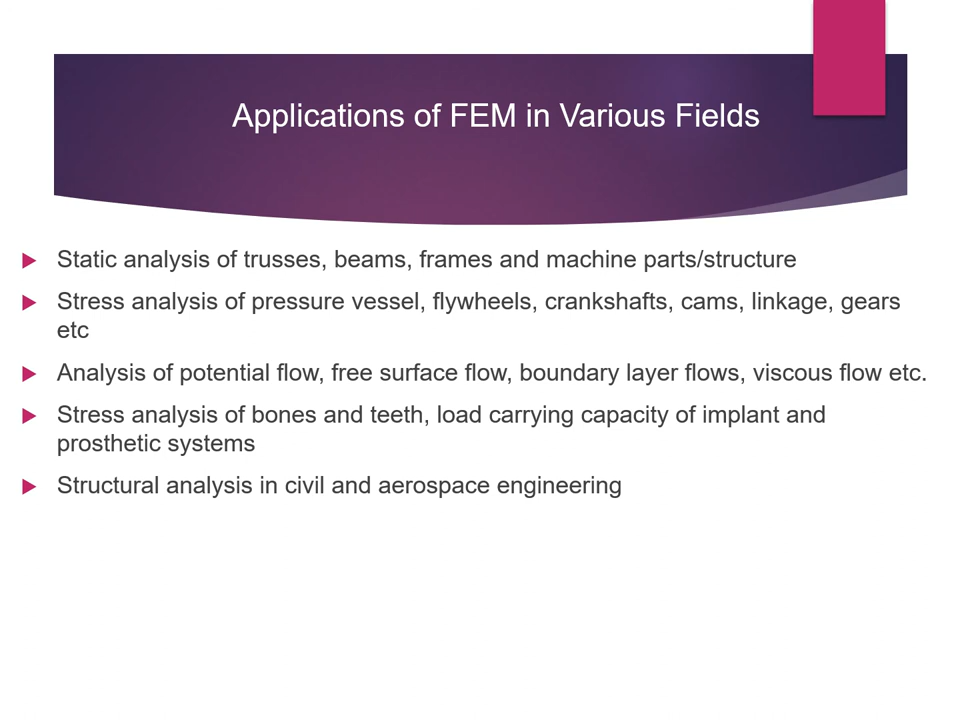 Applications of FEM in Various Fields
Static analysis of trusses, beams, frames and machine parts/structure
Stress analysis of pressure vessel, flywheels, crankshafts, cams, linkage, gears
etc
Analysis of potential flow, free surface flow, boundary layer flows, viscous flow etc.
Stress analysis of bones and teeth, load carrying capacity of implant and
prosthetic systems
Structural analysis in civil and aerospace engineering